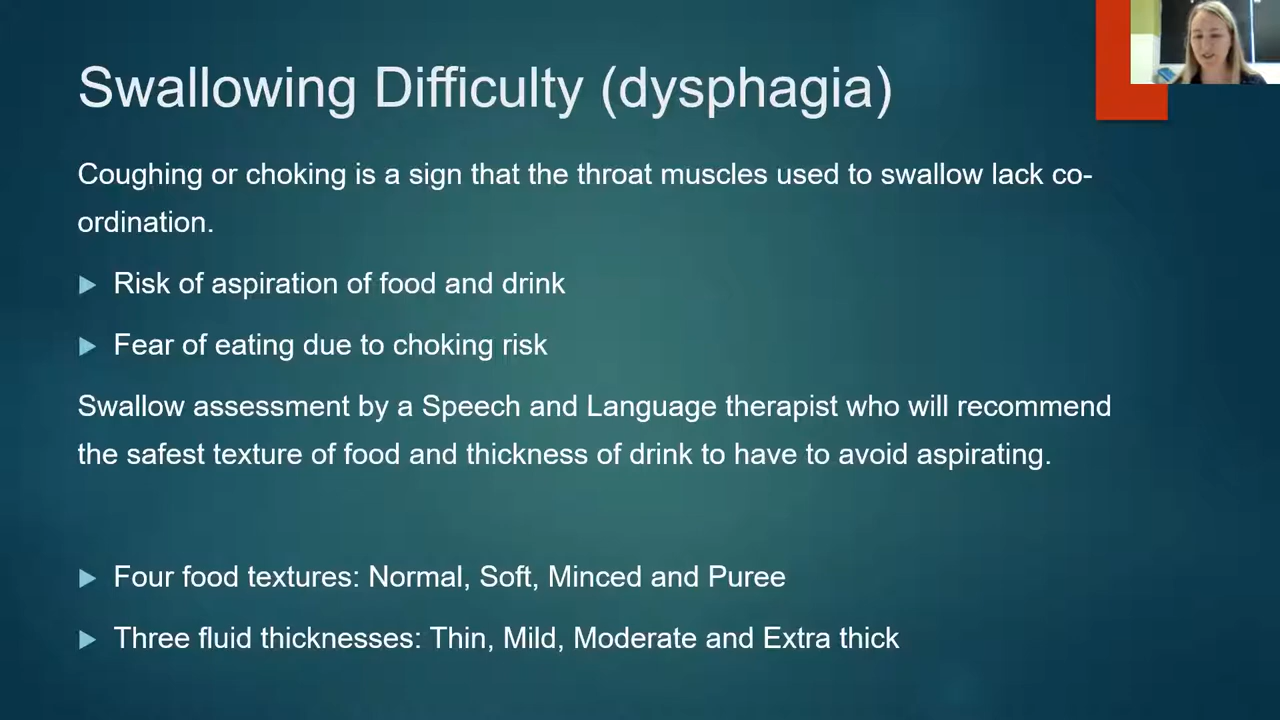 Swallowing Difficulty (dysphagia)
Coughing or choking is a sign that the throat muscles used to swallow lack co-
ordination.
Risk of aspiration of food and drink
Fear of eating due to choking risk
Swallow assessment by a Speech and Language therapist who will recommend
the safest texture of food and thickness of drink to have to avoid aspirating.
Four food textures: Normal, Soft, Minced and Puree
Three fluid thicknesses: Thin, Mild, Moderate and Extra thick